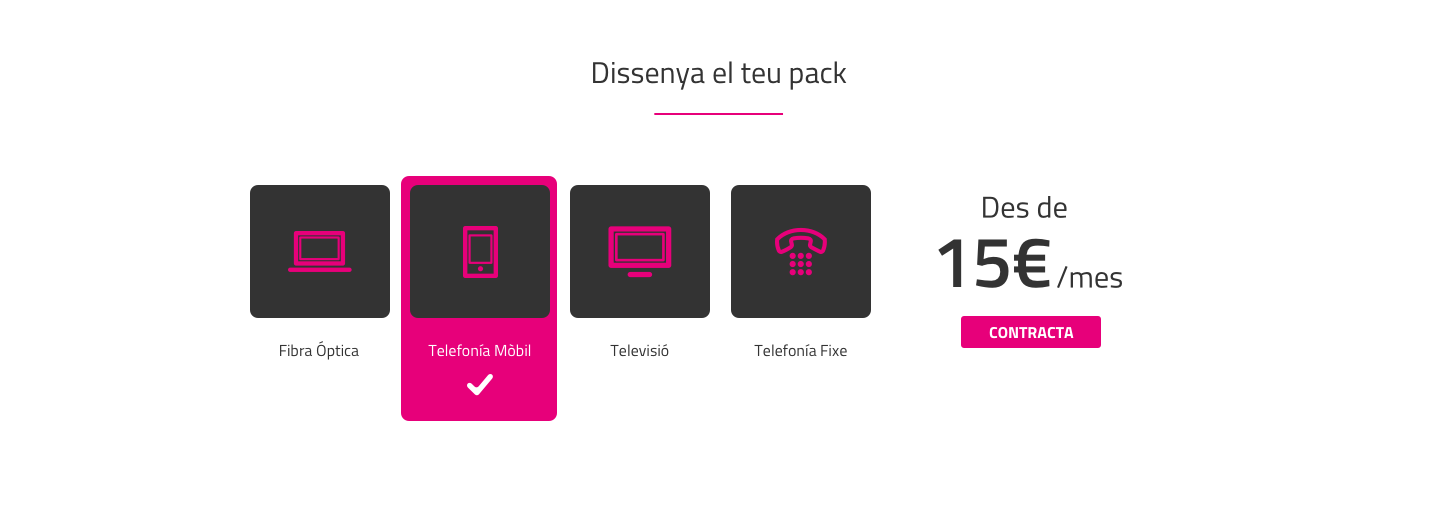 Dissenya el teu pack
Fibra Óptica
Telefonía Mòbil
Televisió
Telefonía Fixe
Des de
15€/mes
CONTRACTA